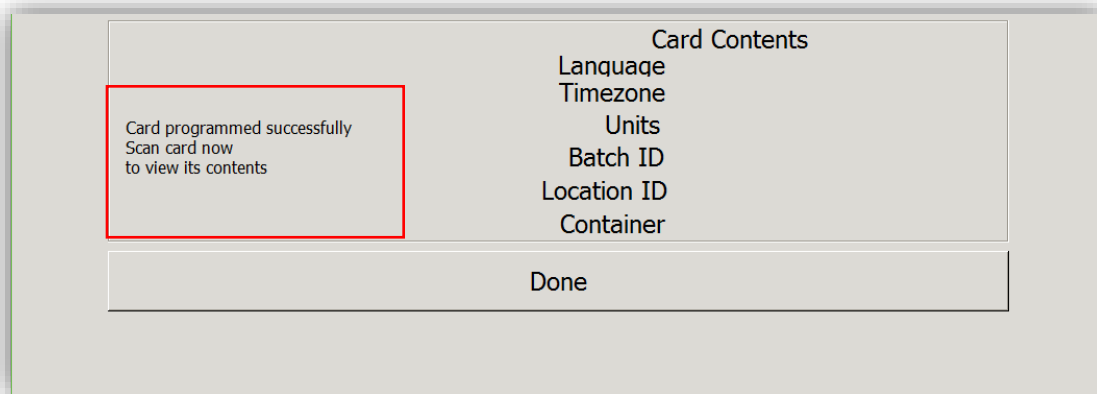 Card Contents
Language
Timezone
Card programmed successfully
Scan card now
to view its contents
Units
Batch ID
Location ID
Container
Done